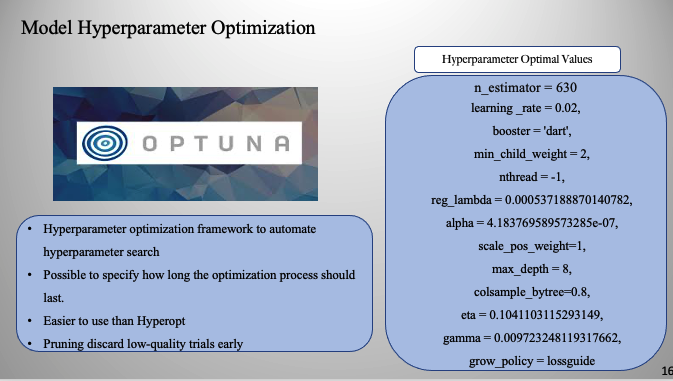 Model Hyperparameter Optimization
OPTUNA
• Hyperparameter optimization framework to automate
hyperparameter search
• Possible to specify how long the optimization process should
last.
• Easier to use than Hyperopt
• Pruning discard low-quality trials early
Hyperparameter Optimal Values
n_estimator = 630
learning _rate = 0.02,
booster = 'dart',
min_child_weight = 2,
nthread = -1,
reg_lambda = 0.000537188870140782,
alpha = 4.183769589573285e-07,
scale_pos_weight=1,
max_depth = 8,
colsample_bytree=0.8,
eta = 0.1041103115293149,
gamma = 0.009723248119317662,
grow_policy = lossguide
16